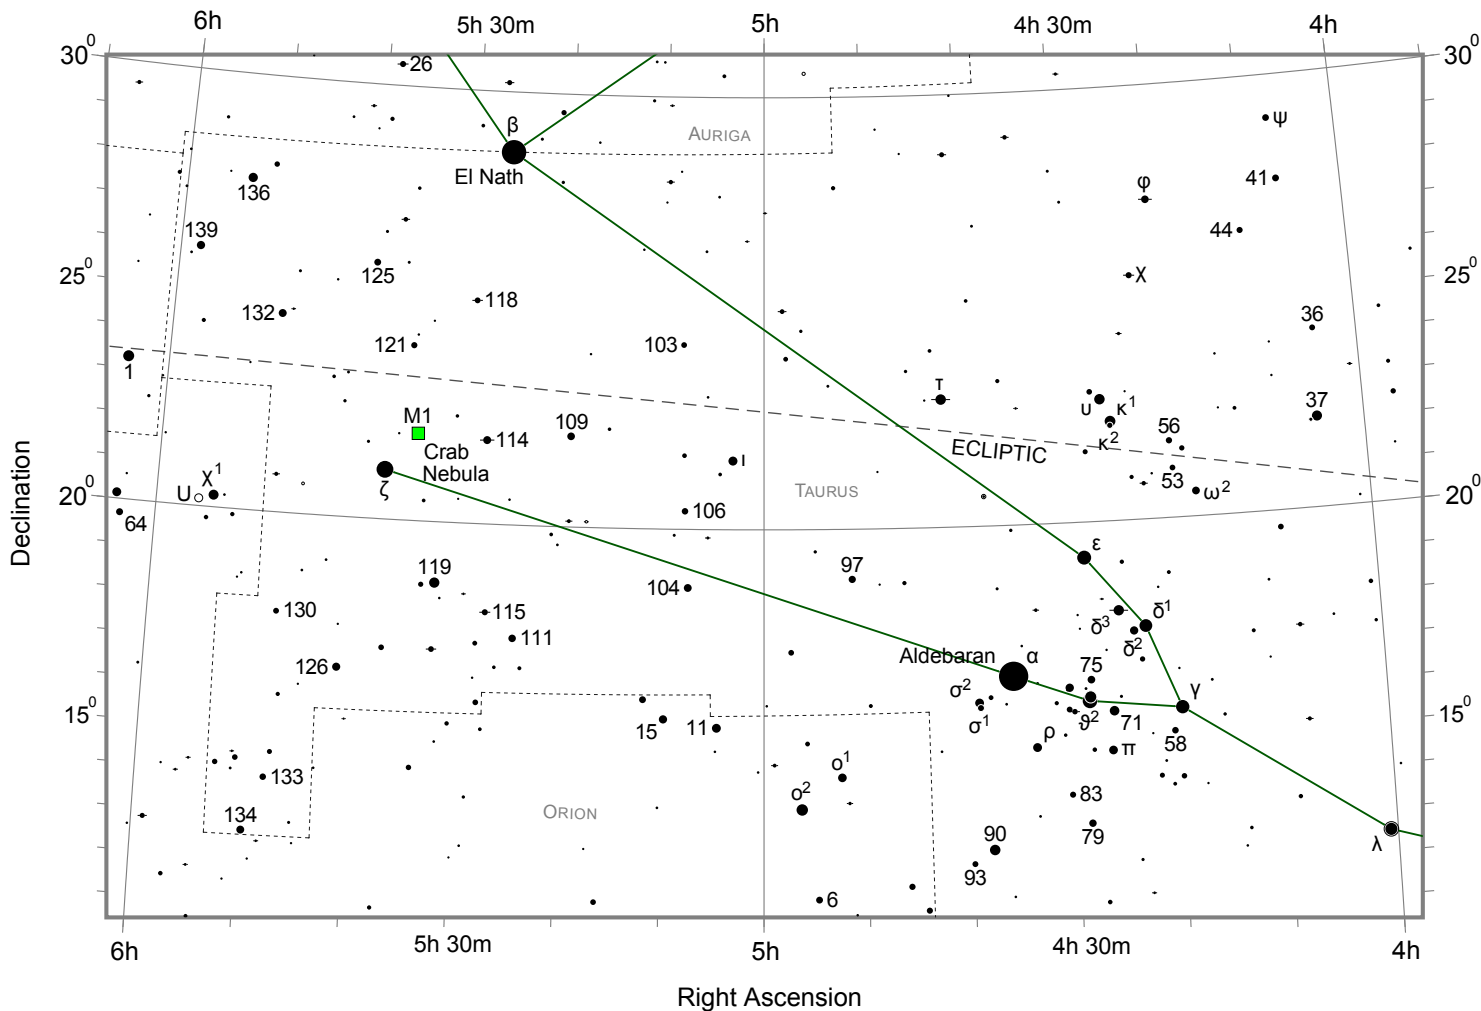 6h 5h 30m 5h 4h 30m 4h
30⁰ 26 30⁰
ψ
β AURIGA
El Nath
136 φ 41
139 44
25⁰ 125 χ 25⁰
118
132 36
121 103
1 τ
M1 υ κ¹ 37
109 56
114 κ²
Crab ECLIPTIC
Nebula ι
χ¹ 53
20⁰ U ζ TAURUS ω² 20⁰
64 106
ε
119 97
104
130 115 δ³ δ¹
111 δ²
126 Aldebaran α 75
σ² γ
15⁰ σ¹ 15⁰
15 11 ϑ² 71
ρ 58
ο¹ π
133
ο² 83
134 ORION
90 79 λ
93
6
6h 5h 30m 5h 4h 30m 4h
Right Ascension
Declination